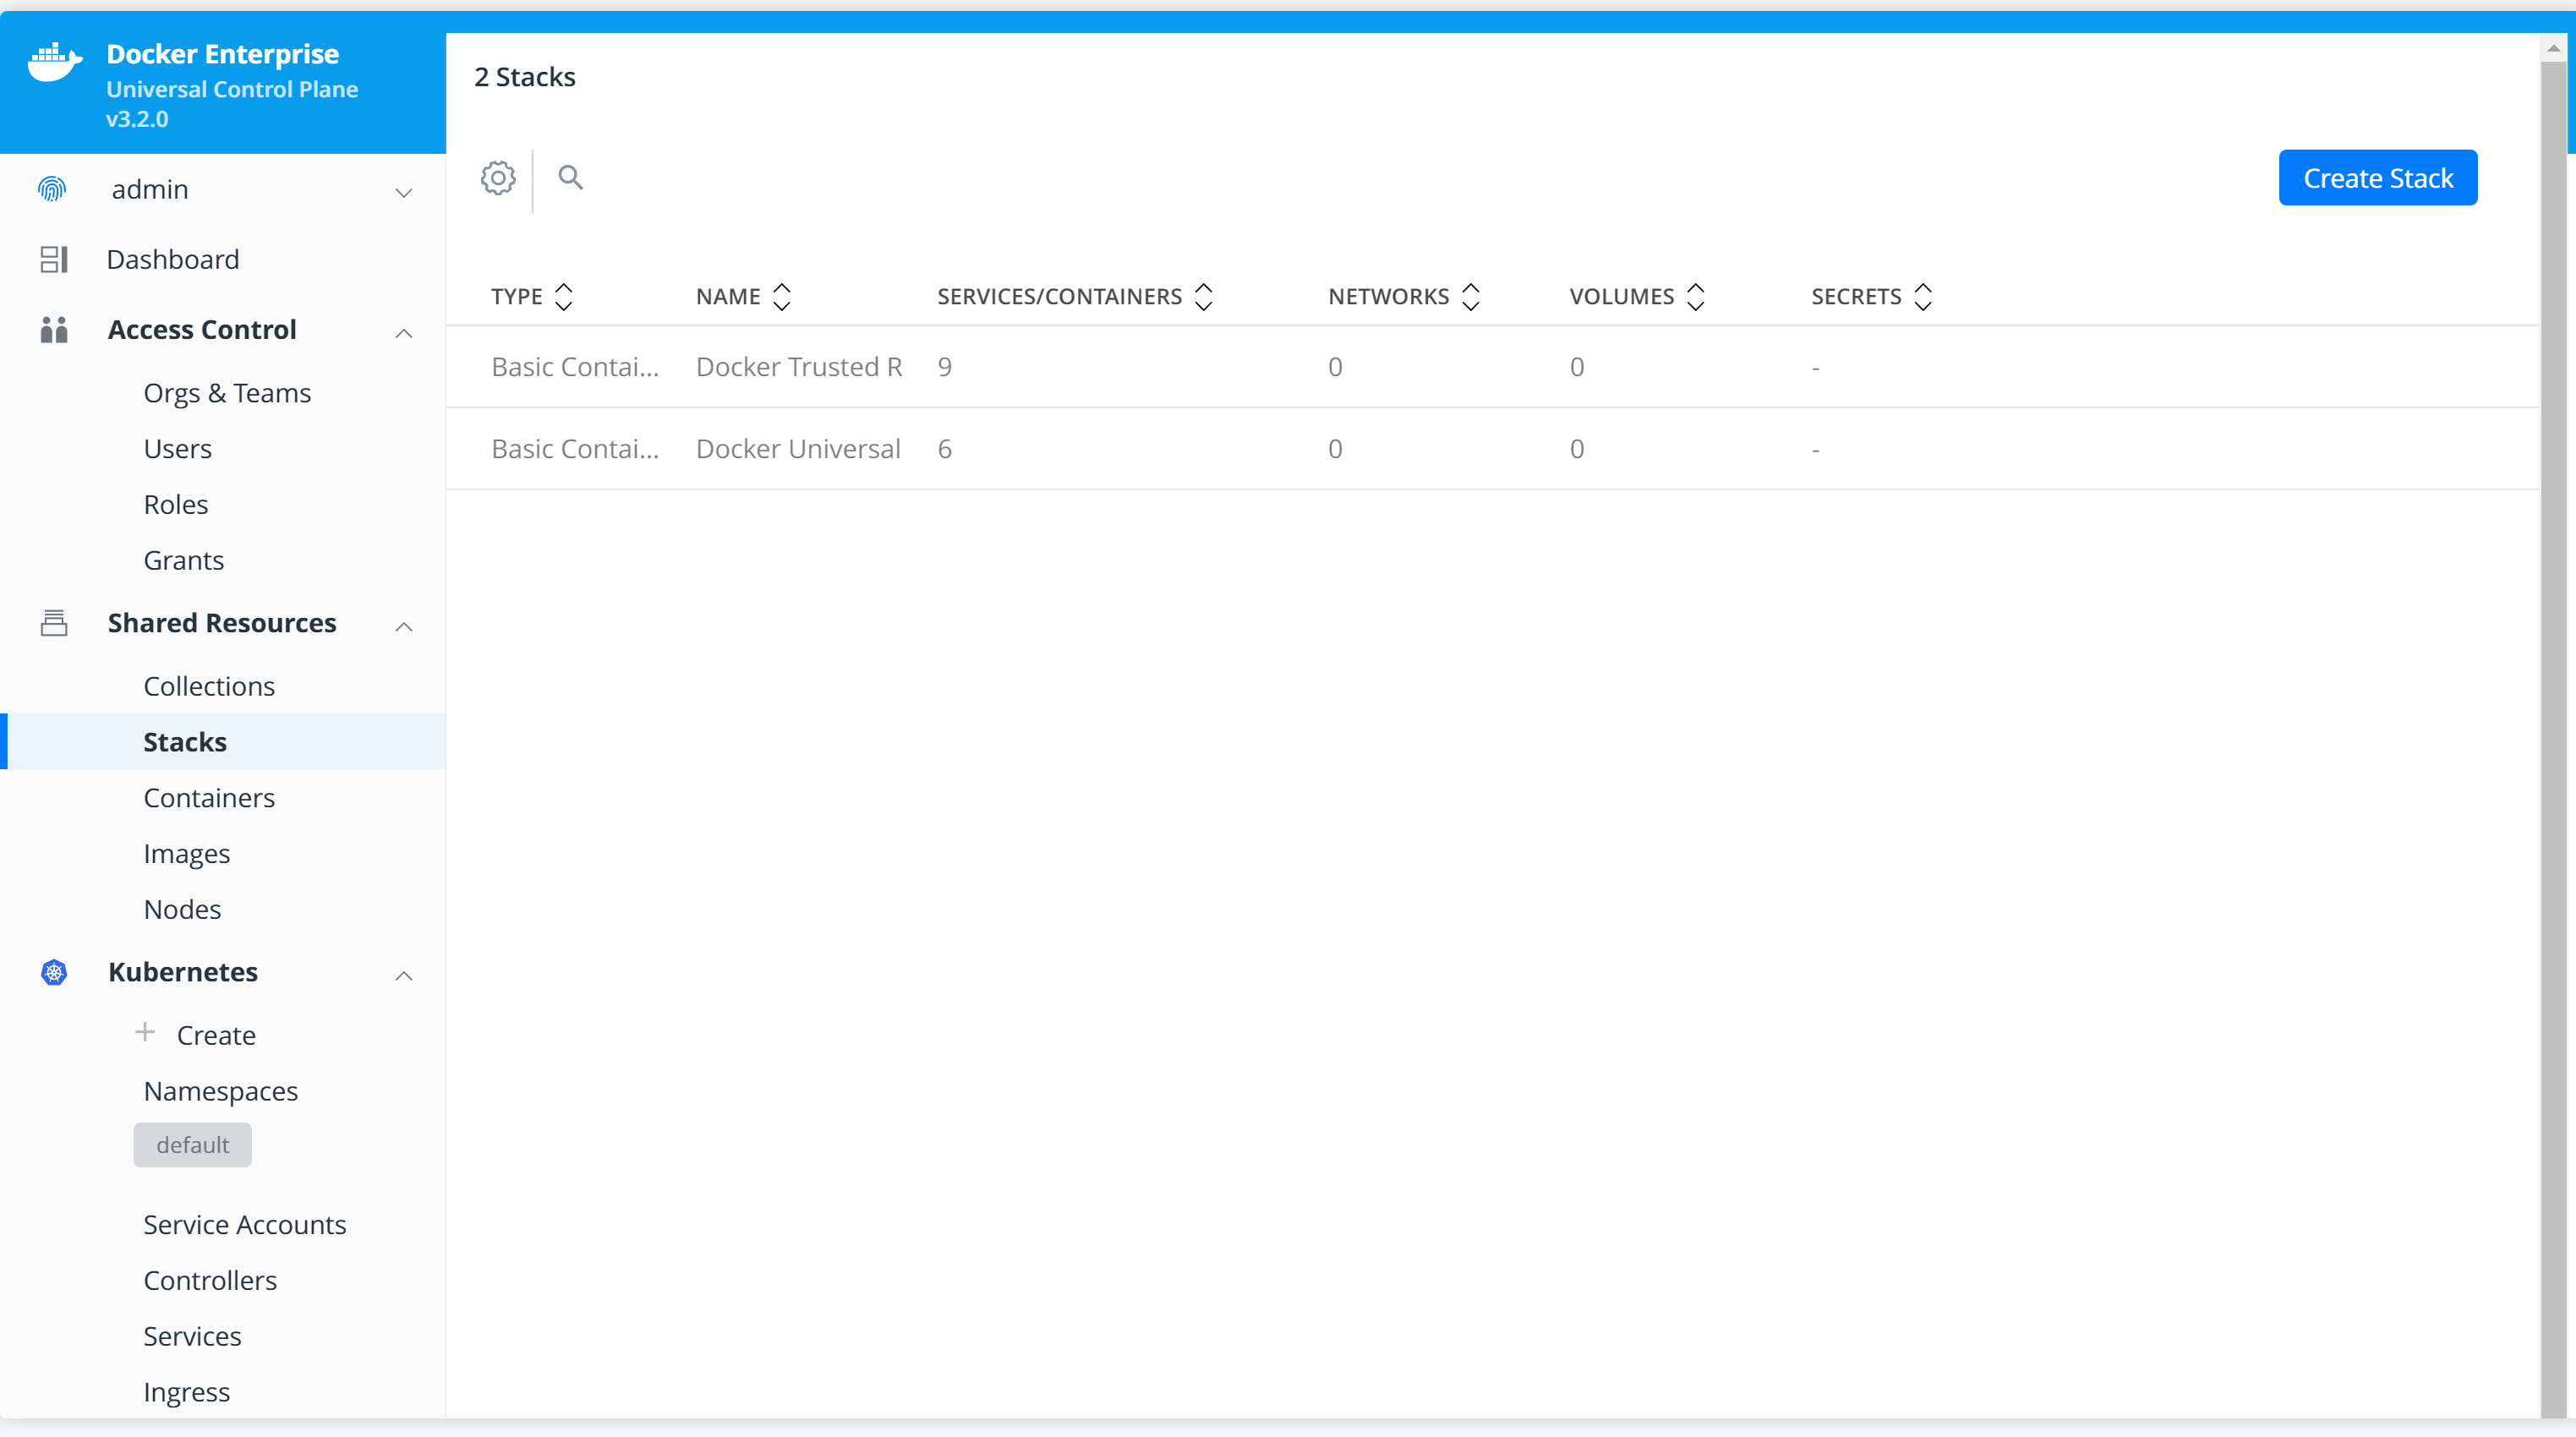 Docker Enterprise
Universal Control Plane
v3.2.0
admin
Dashboard
Access Control
Orgs & Teams
Users
Roles
Grants
Shared Resources
Collections
Stacks
Containers
Images
Nodes
Kubernetes
+ Create
Namespaces
default
Service Accounts
Controllers
Services
Ingress
2 Stacks
Create Stack
TYPE NAME SERVICES/CONTAINERS NETWORKS VOLUMES SECRETS
Basic Contai... Docker Trusted R 9 0 0 -
Basic Contai... Docker Universal 6 0 0 -